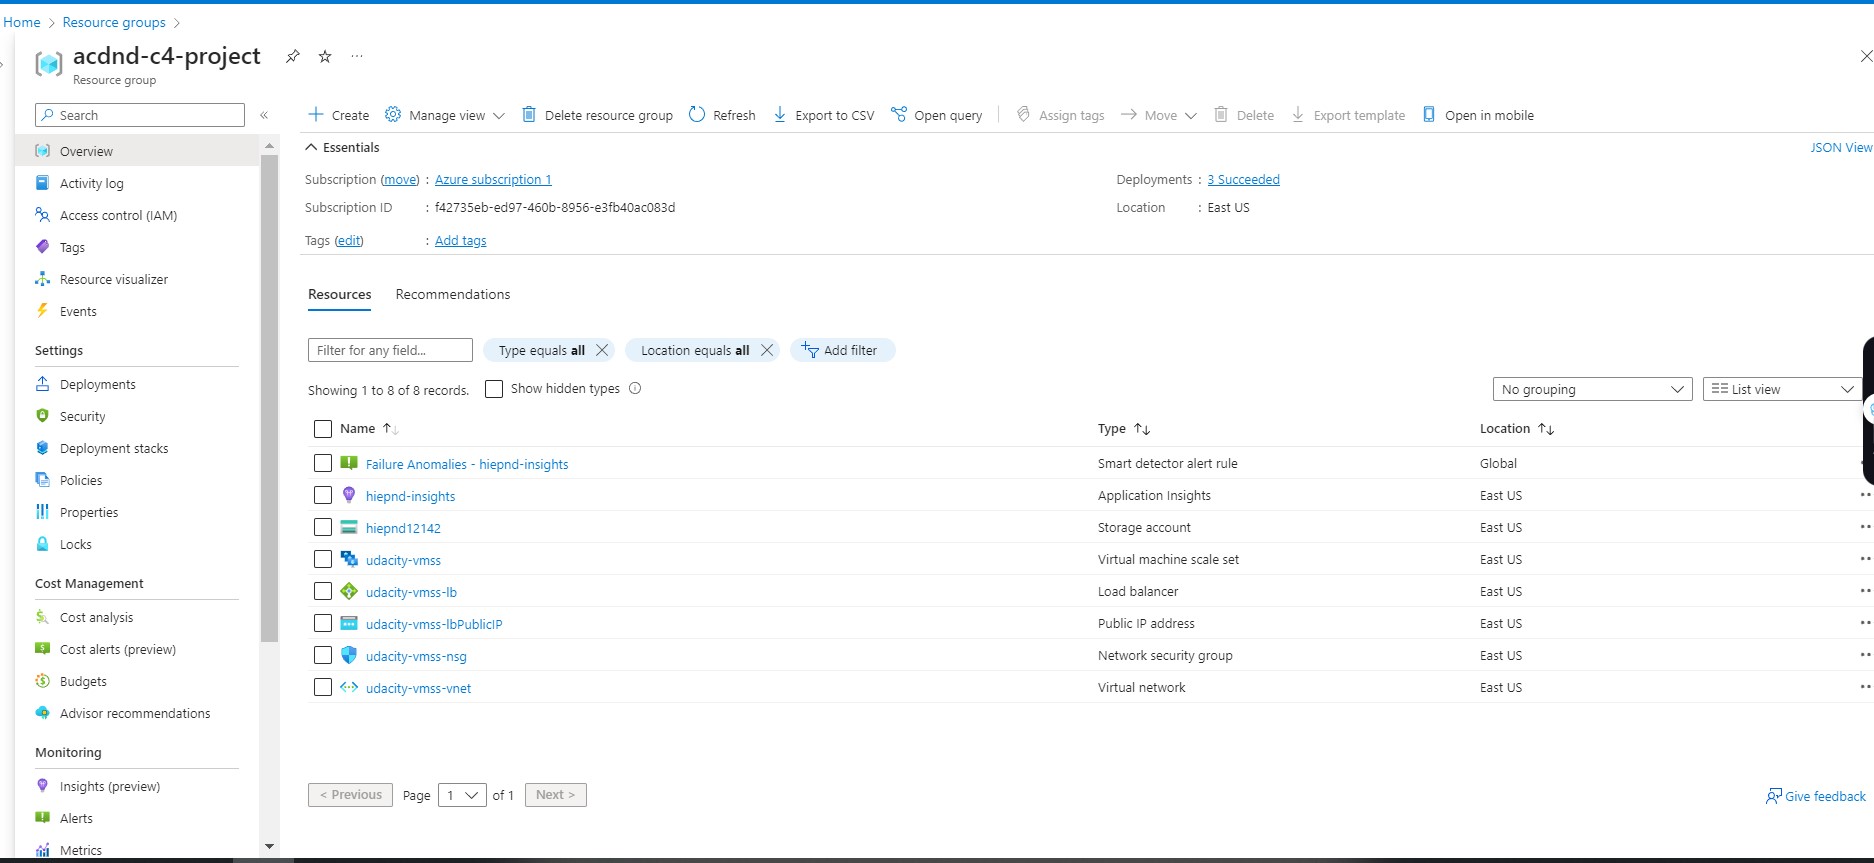 Home > Resource groups >
acdnd-c4-project
Resource group
Search
Overview
Activity log
Access control (IAM)
Tags
Resource visualizer
Events
Settings
Deployments
Security
Deployment stacks
Policies
Properties
Locks
Cost Management
Cost analysis
Cost alerts (preview)
Budgets
Advisor recommendations
Monitoring
Insights (preview)
Alerts
Metrics
Create Manage view Delete resource group Refresh Export to CSV Open query Assign tags Move Delete Export template Open in mobile
Essentials JSON View
Subscription (move) : Azure subscription 1 Deployments : 3 Succeeded
Subscription ID : f42735eb-ed97-460b-8956-e3fb40ac083d Location : East US
Tags (edit) : Add tags
Resources Recommendations
Filter for any field... Type equals all Location equals all Add filter
Showing 1 to 8 of 8 records. Show hidden types No grouping List view
Name Type Location
Failure Anomalies - hiepnd-insights Smart detector alert rule Global
hiepnd-insights Application Insights East US
hiepnd12142 Storage account East US
udacity-vmss Virtual machine scale set East US
udacity-vmss-lb Load balancer East US
udacity-vmss-lbPublicIP Public IP address East US
udacity-vmss-nsg Network security group East US
udacity-vmss-vnet Virtual network East US
< Previous Page 1 of 1 Next >
Give feedback